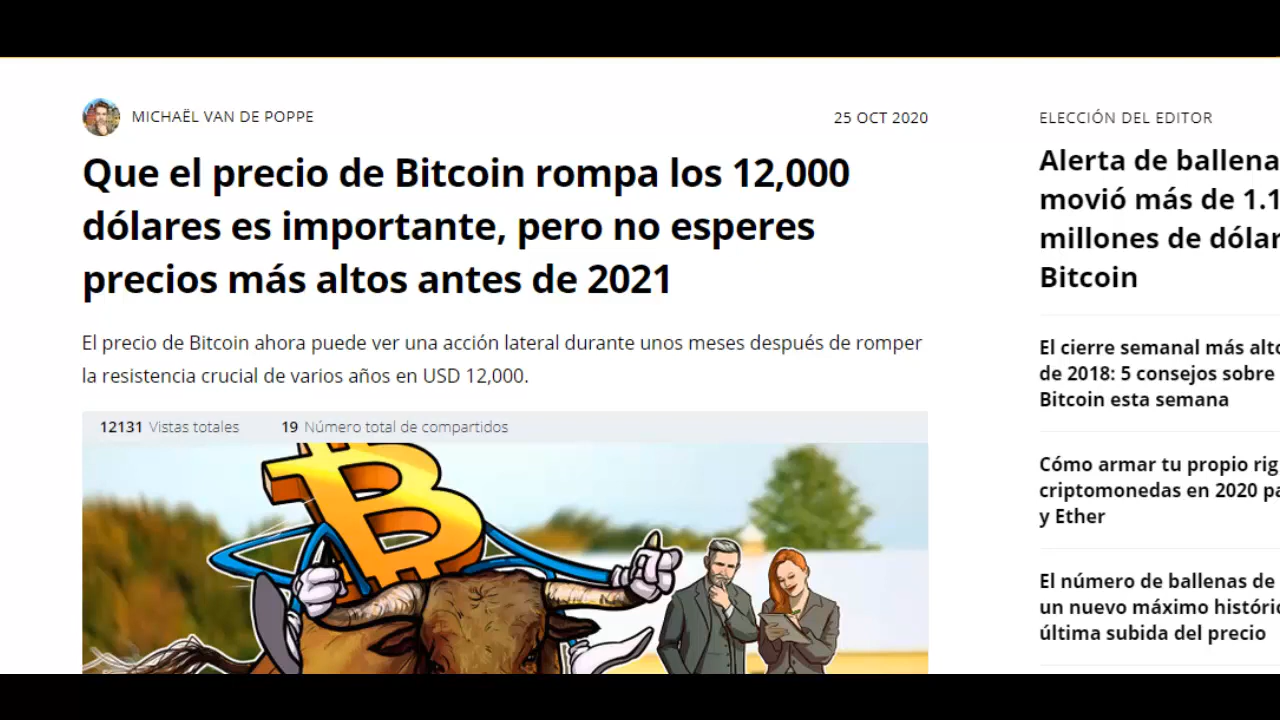 MICHAËL VAN DE POPPE
25 OCT 2020
Que el precio de Bitcoin rompa los 12,000
dólares es importante, pero no esperes
precios más altos antes de 2021
El precio de Bitcoin ahora puede ver una acción lateral durante unos meses después de romper
la resistencia crucial de varios años en USD 12,000.
12131 Vistas totales
19 Número total de compartidos
ELECCIÓN DEL EDITOR
Alerta de ballena
movió más de 1.1
millones de dólar
Bitcoin
El cierre semanal más alto
de 2018: 5 consejos sobre
Bitcoin esta semana
Cómo armar tu propio rig
criptomonedas en 2020 pa
y Ether
El número de ballenas de
un nuevo máximo históric
última subida del precio